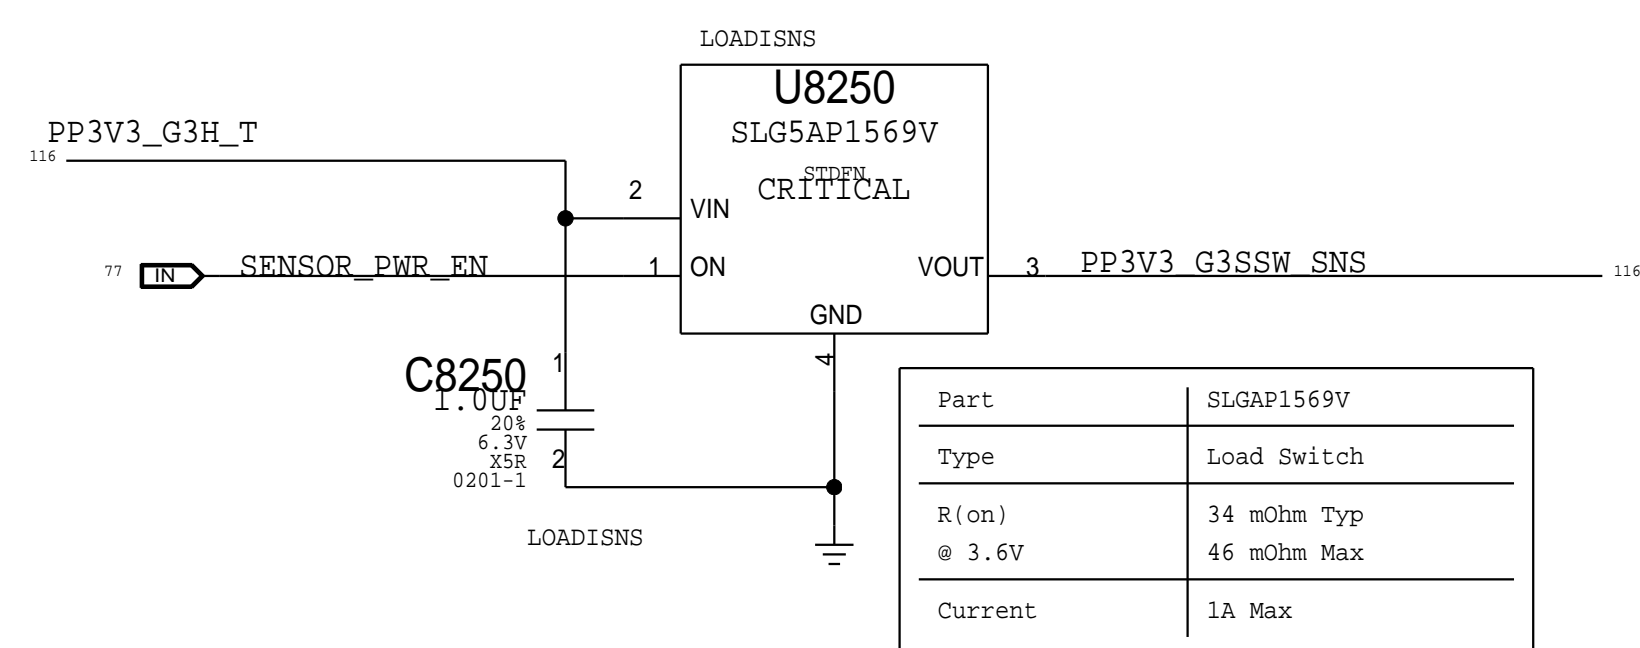 LOADISNS
U8250
SLG5AP1569V
STDFN
CRITICAL
PP3V3_G3H_T
116
2
VIN
77 IN SENSOR_PWR_EN 1 ON
VOUT 3 PP3V3_G3SSW_SNS 116
GND
4
C8250
1
1.0UF
20%
6.3V
X5R
2
0201-1
LOADISNS
Part SLGAP1569V
Type Load Switch
R(on) 34 mOhm Typ
@ 3.6V 46 mOhm Max
Current 1A Max